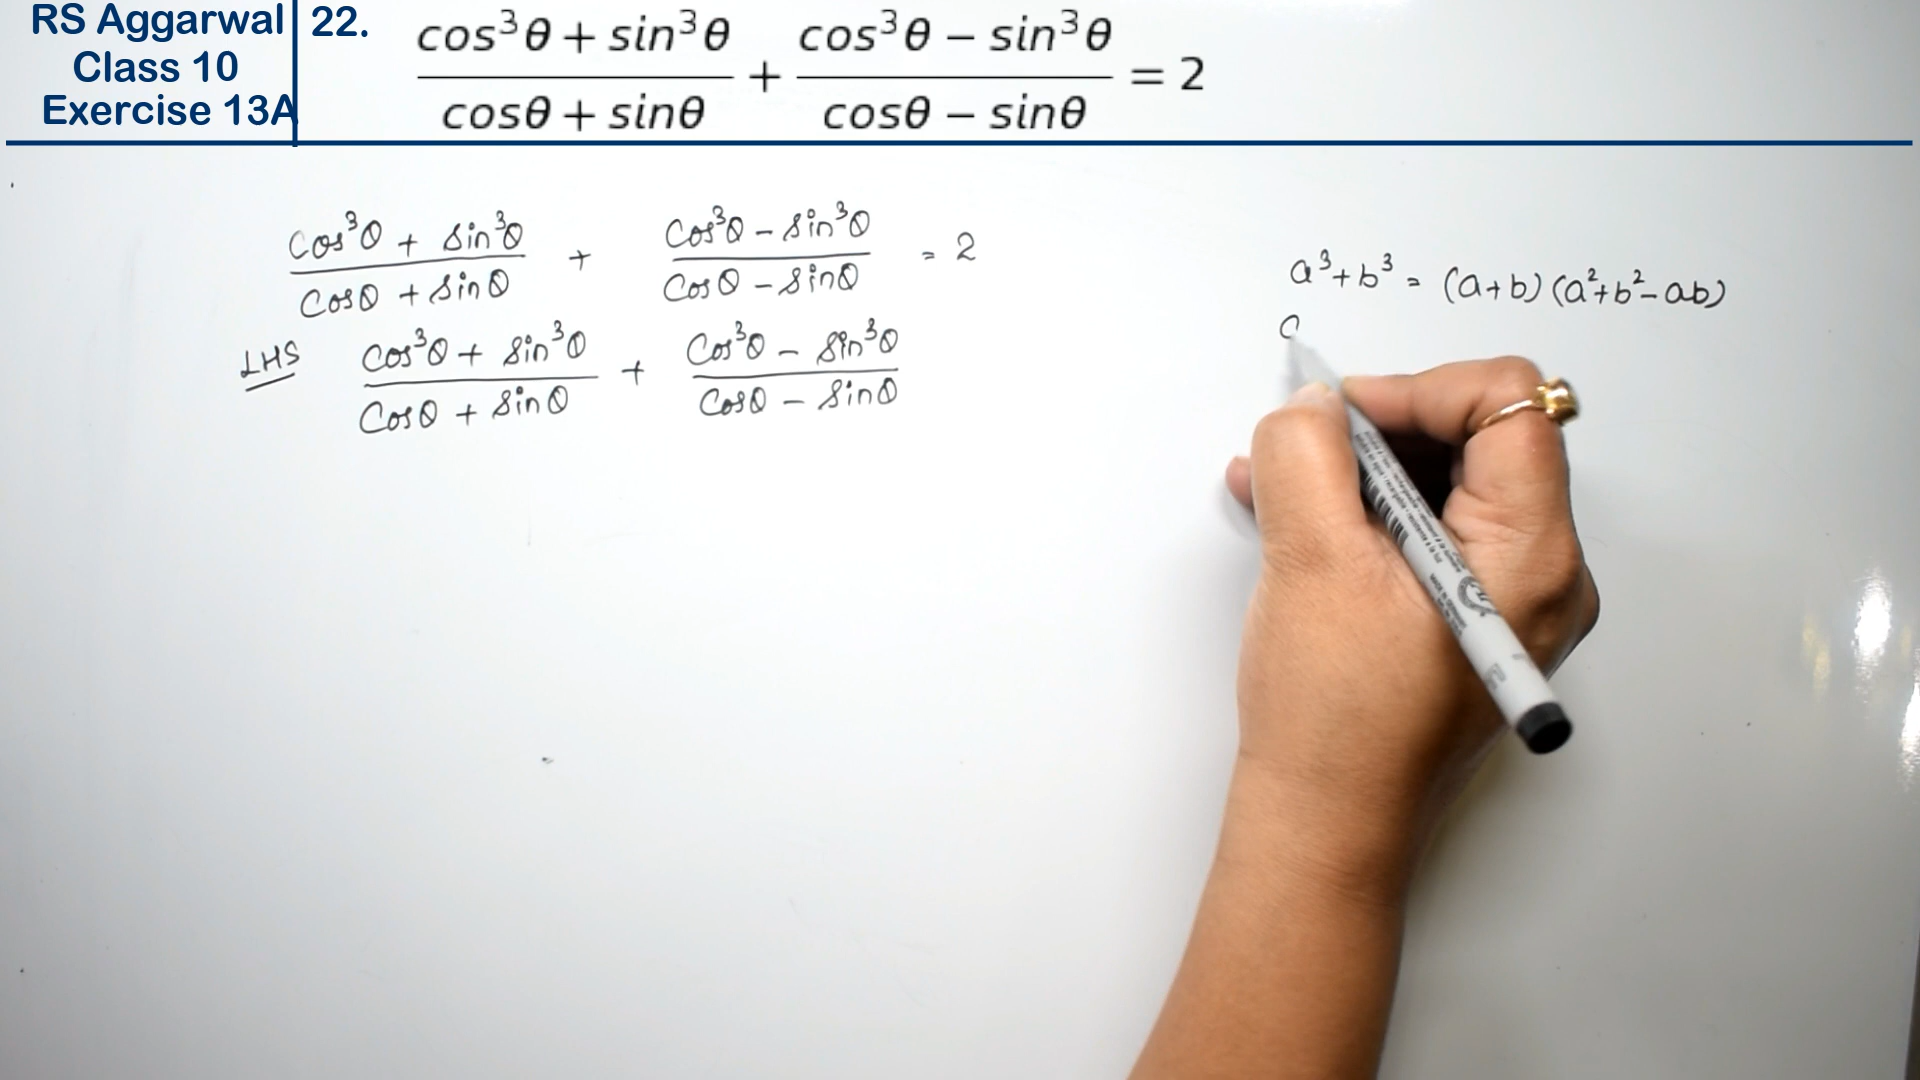 RS Aggarwal
Class 10
Exercise 13A
22. (cos³θ + sin³θ)/(cosθ + sinθ) + (cos³θ − sin³θ)/(cosθ − sinθ) = 2
(Cos³θ + sin³θ)/(Cosθ + sinθ) + (Cos³θ − sin³θ)/(Cosθ − sinθ) = 2
LHS (Cos³θ + sin³θ)/(Cosθ + sinθ) + (Cos³θ − sin³θ)/(Cosθ − sinθ)
a³+b³ = (a+b) (a²+b²−ab)